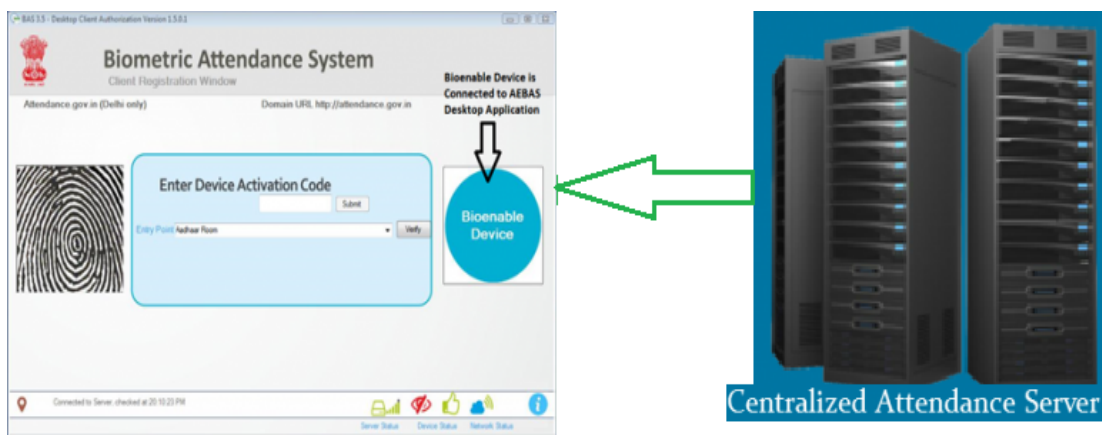 BAS 3.5 - Desktop Client Authorisation Version 1.5.0.1
Biometric Attendance System
Client Registration Window
Bioenable Device is
Connected to AEBAS
Desktop Application
Attendance.gov.in (Delhi only)
Domain URL http://attendance.gov.in
Enter Device Activation Code
Submit
Entry Point Aadhaar Room
Verify
Bioenable
Device
Connected to Server: checked at 20:10:23 PM
Server Status
Device Status
Network Status
Centralized Attendance Server